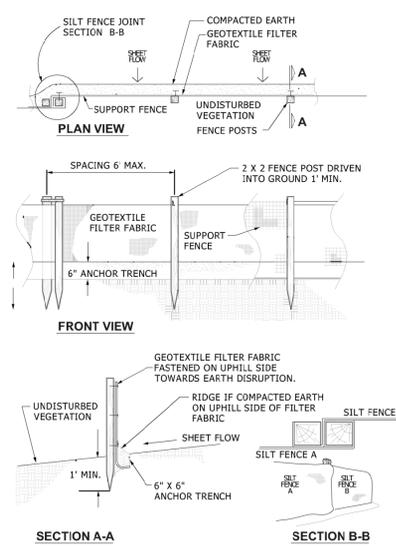 SILT FENCE JOINT
SECTION B-B
COMPACTED EARTH
GEOTEXTILE FILTER
FABRIC
SHEET
FLOW
SHEET
FLOW
A
SUPPORT FENCE
UNDISTURBED
VEGETATION
FENCE POSTS
A
PLAN VIEW
SPACING 6' MAX.
2 X 2 FENCE POST DRIVEN
INTO GROUND 1' MIN.
GEOTEXTILE
FILTER FABRIC
SUPPORT
FENCE
6" ANCHOR TRENCH
FRONT VIEW
GEOTEXTILE FILTER FABRIC
FASTENED ON UPHILL SIDE
TOWARDS EARTH DISRUPTION.
RIDGE IF COMPACTED EARTH
ON UPHILL SIDE OF FILTER
FABRIC
UNDISTURBED
VEGETATION
SHEET FLOW
1' MIN.
6" X 6"
ANCHOR TRENCH
SECTION A-A
SILT FENCE
SILT FENCE A
SILT
FENCE
A
SILT
FENCE
B
SECTION B-B